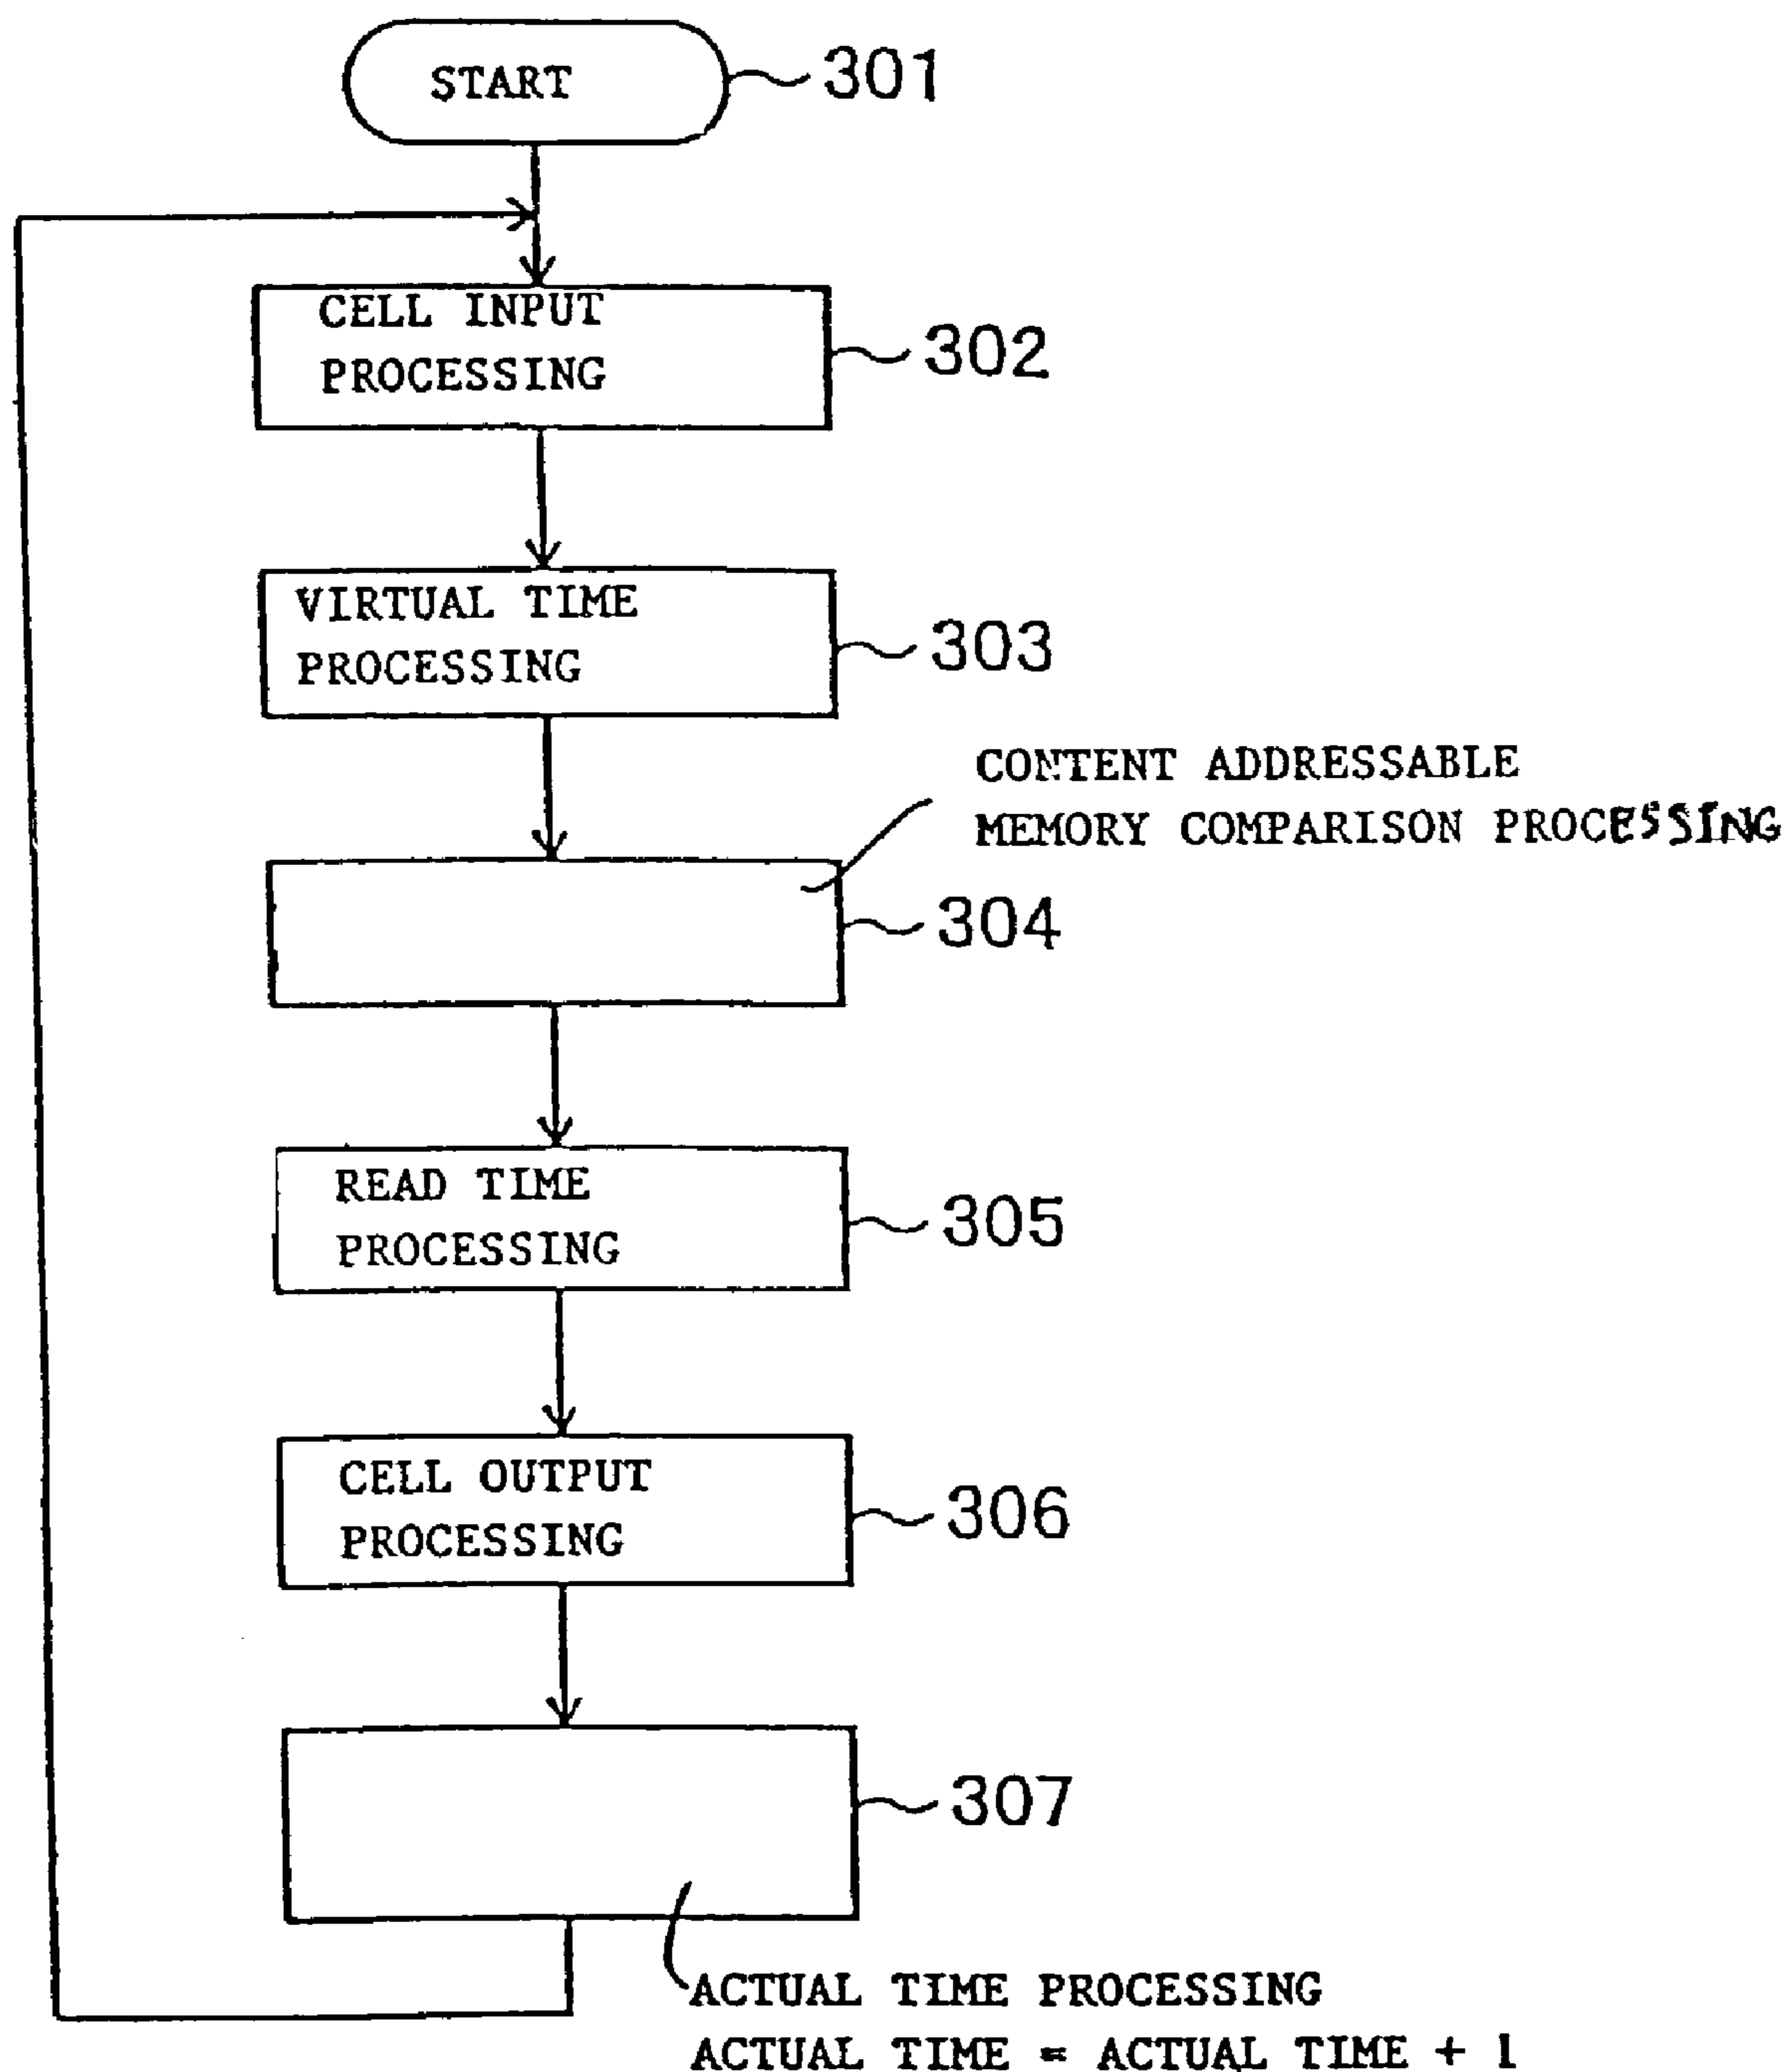 START
301
CELL INPUT
PROCESSING
302
VIRTUAL TIME
PROCESSING
303
CONTENT ADDRESSABLE
MEMORY COMPARISON PROCESSING
304
READ TIME
PROCESSING
305
CELL OUTPUT
PROCESSING
306
307
ACTUAL TIME PROCESSING
ACTUAL TIME = ACTUAL TIME + 1